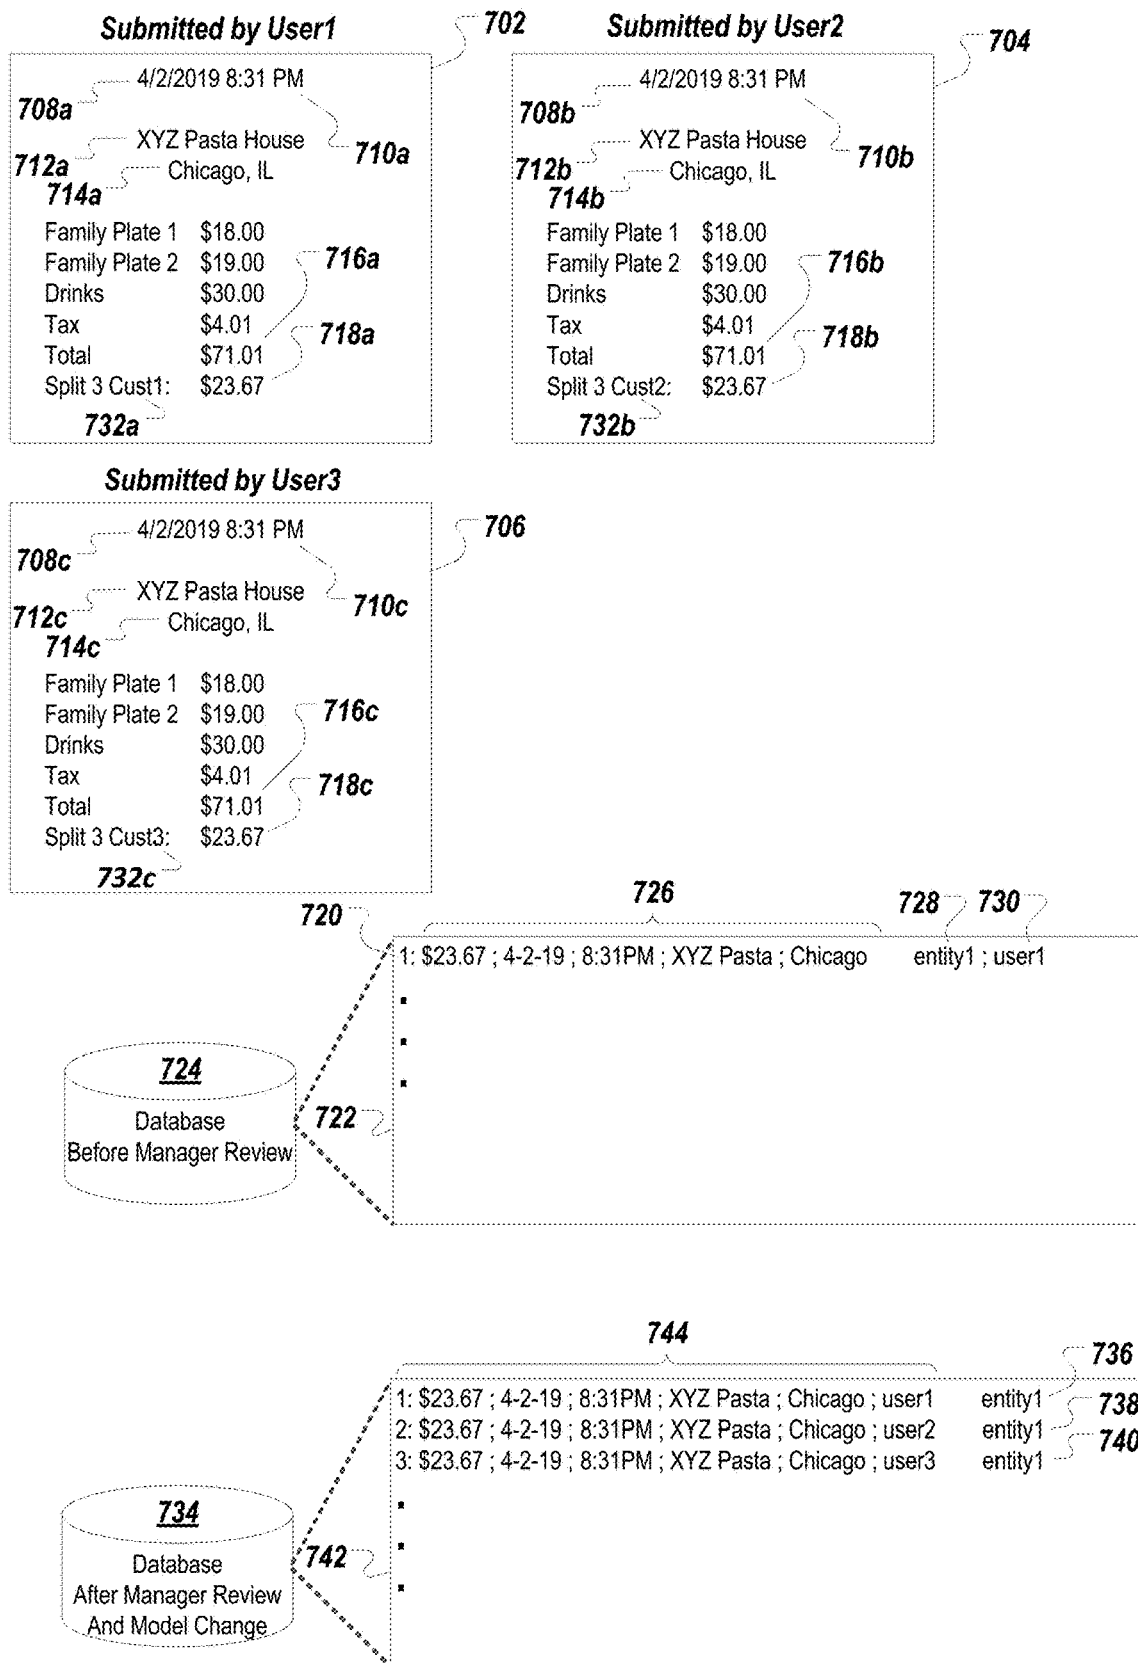 Submitted by User1
702
4/2/2019 8:31 PM
708a
710a
XYZ Pasta House
712a
Chicago, IL
714a
Family Plate 1 $18.00
Family Plate 2 $19.00
716a
Drinks $30.00
Tax $4.01
718a
Total $71.01
Split 3 Cust1: $23.67
732a
Submitted by User2
704
4/2/2019 8:31 PM
708b
710b
XYZ Pasta House
712b
Chicago, IL
714b
Family Plate 1 $18.00
Family Plate 2 $19.00
716b
Drinks $30.00
Tax $4.01
718b
Total $71.01
Split 3 Cust2: $23.67
732b
Submitted by User3
706
4/2/2019 8:31 PM
708c
710c
XYZ Pasta House
712c
Chicago, IL
714c
Family Plate 1 $18.00
Family Plate 2 $19.00
716c
Drinks $30.00
Tax $4.01
718c
Total $71.01
Split 3 Cust3: $23.67
732c
720
726
728
730
1: $23.67 ; 4-2-19 ; 8:31PM ; XYZ Pasta ; Chicago entity1 ; user1
722
724
Database
Before Manager Review
744
736
1: $23.67 ; 4-2-19 ; 8:31PM ; XYZ Pasta ; Chicago ; user1 entity1
738
2: $23.67 ; 4-2-19 ; 8:31PM ; XYZ Pasta ; Chicago ; user2 entity1
740
3: $23.67 ; 4-2-19 ; 8:31PM ; XYZ Pasta ; Chicago ; user3 entity1
742
734
Database
After Manager Review
And Model Change